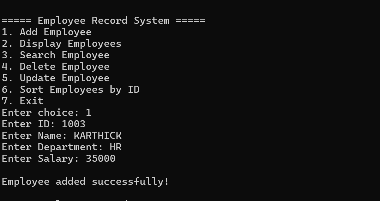 ===== Employee Record System =====
1. Add Employee
2. Display Employees
3. Search Employee
4. Delete Employee
5. Update Employee
6. Sort Employees by ID
7. Exit
Enter choice: 1
Enter ID: 1003
Enter Name: KARTHICK
Enter Department: HR
Enter Salary: 35000
Employee added successfully!